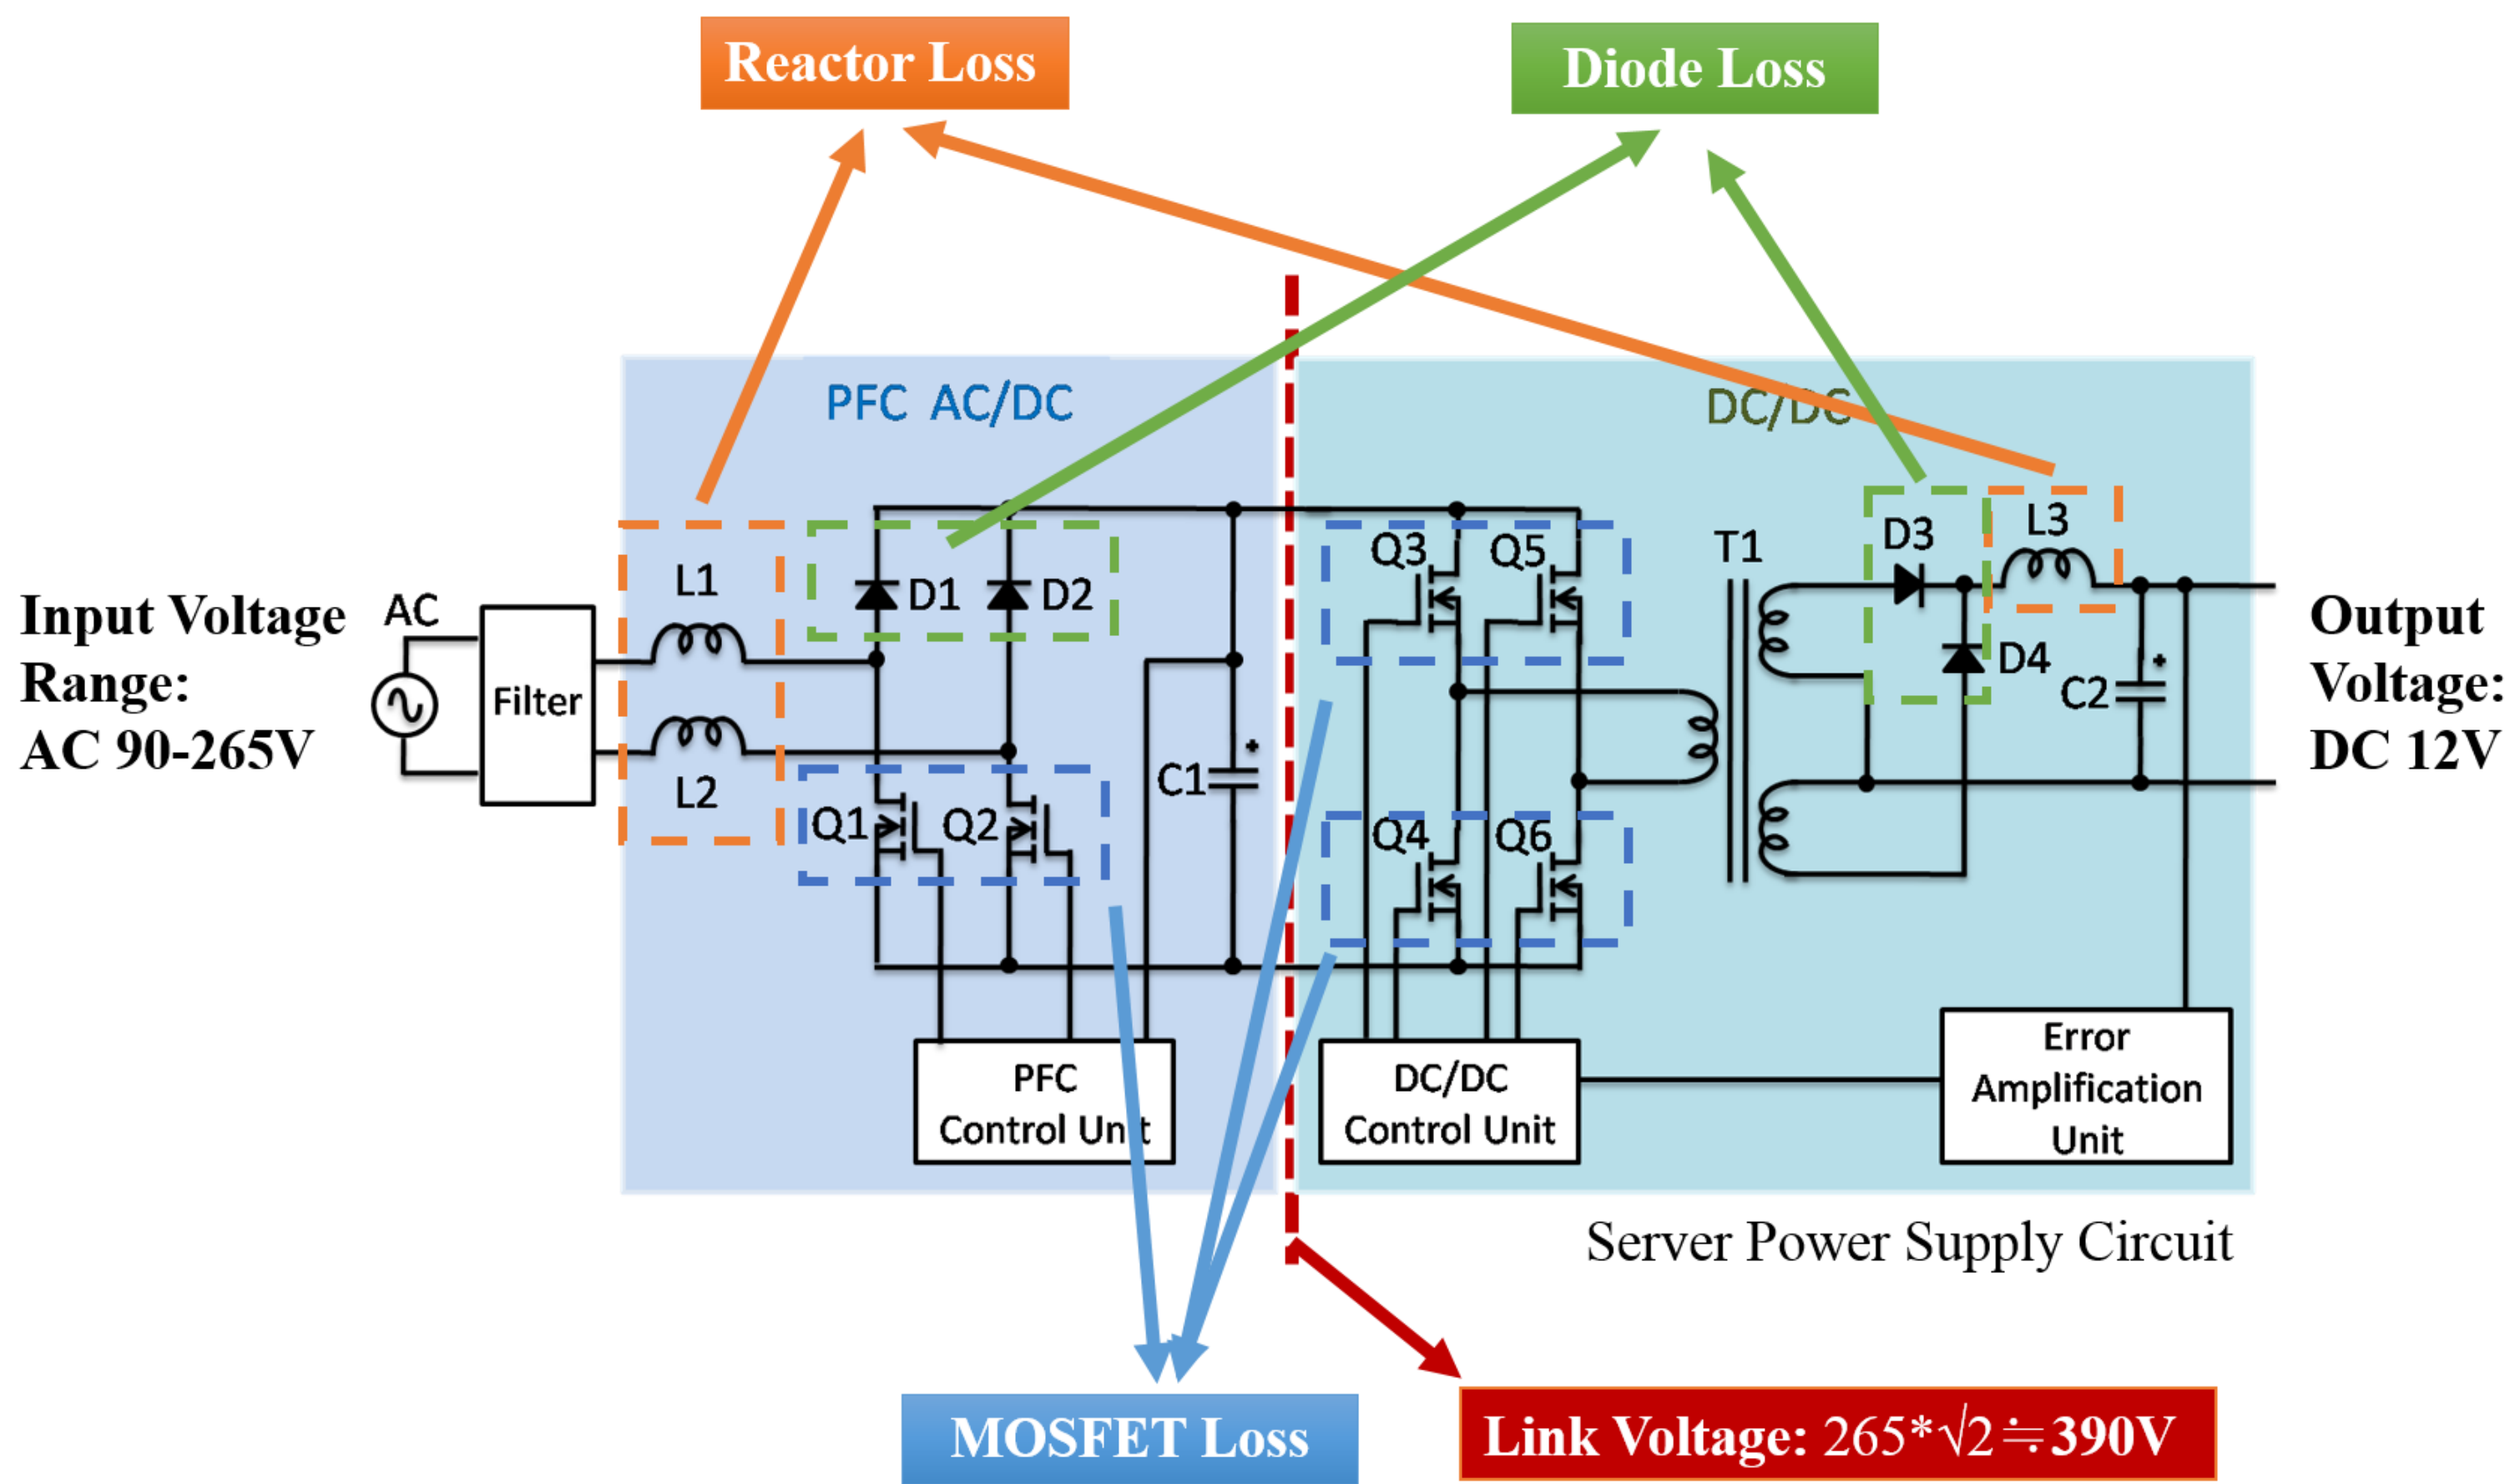 Reactor Loss
Diode Loss
PFC AC/DC
DC/DC
Input Voltage
Range:
AC 90-265V
AC
Filter
L1
L2
D1
D2
Q1
Q2
C1
Q3
Q5
Q4
Q6
T1
D3
L3
D4
C2
Output
Voltage:
DC 12V
PFC
Control Unit
DC/DC
Control Unit
Error
Amplification
Unit
Server Power Supply Circuit
MOSFET Loss
Link Voltage: 265*√2≒390V